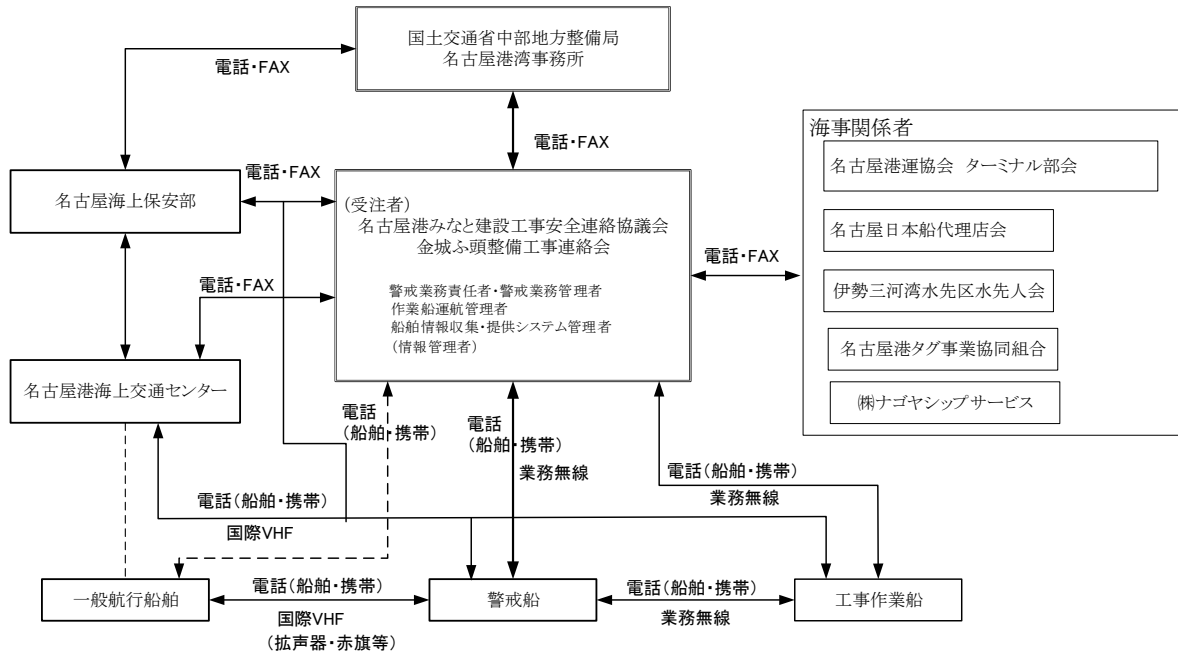 国土交通省中部地方整備局
名古屋港湾事務所
電話・FAX
電話・FAX
海事関係者
名古屋港運協会 ターミナル部会
名古屋海上保安部
電話・FAX
(受注者)
名古屋港みなと建設工事安全連絡協議会
金城ふ頭整備工事連絡会
名古屋日本船代理店会
電話・FAX
電話・FAX
警戒業務責任者・警戒業務管理者
作業船運航管理者
船舶情報収集・提供システム管理者
(情報管理者)
伊勢三河湾水先区水先人会
名古屋港タグ事業協同組合
名古屋港海上交通センター
㈱ナゴヤシップサービス
電話
(船舶・携帯)
電話
(船舶・携帯)
業務無線
電話(船舶・携帯)
業務無線
電話(船舶・携帯)
国際VHF
一般航行船舶
電話(船舶・携帯)
国際VHF
(拡声器・赤旗等)
警戒船
電話(船舶・携帯)
業務無線
工事作業船